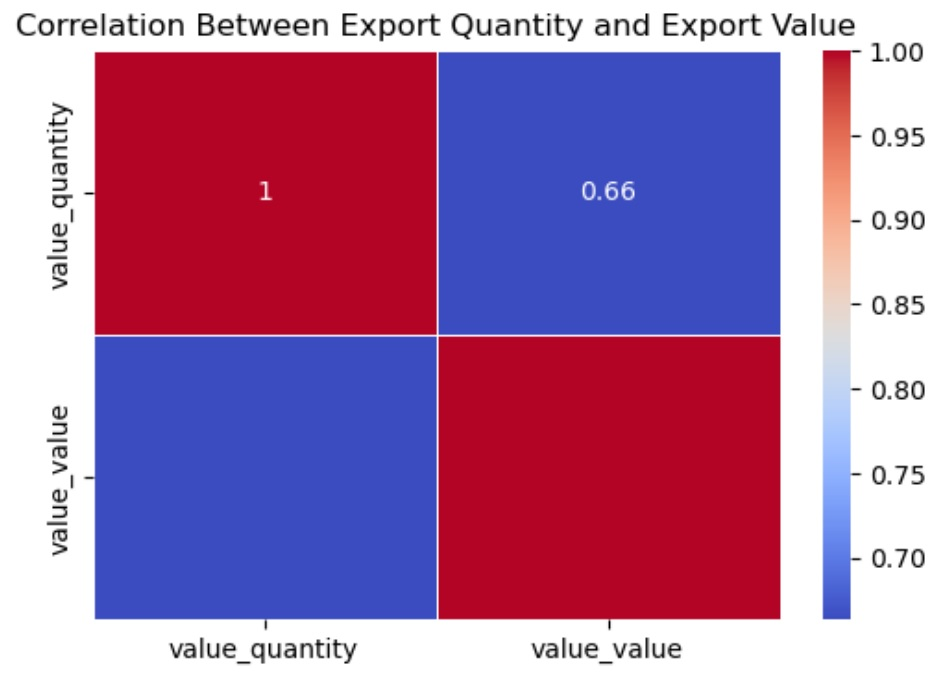 Correlation Between Export Quantity and Export Value
value_quantity
1
0.66
value_value
value_quantity
value_value
1.00
0.95
0.90
0.85
0.80
0.75
0.70